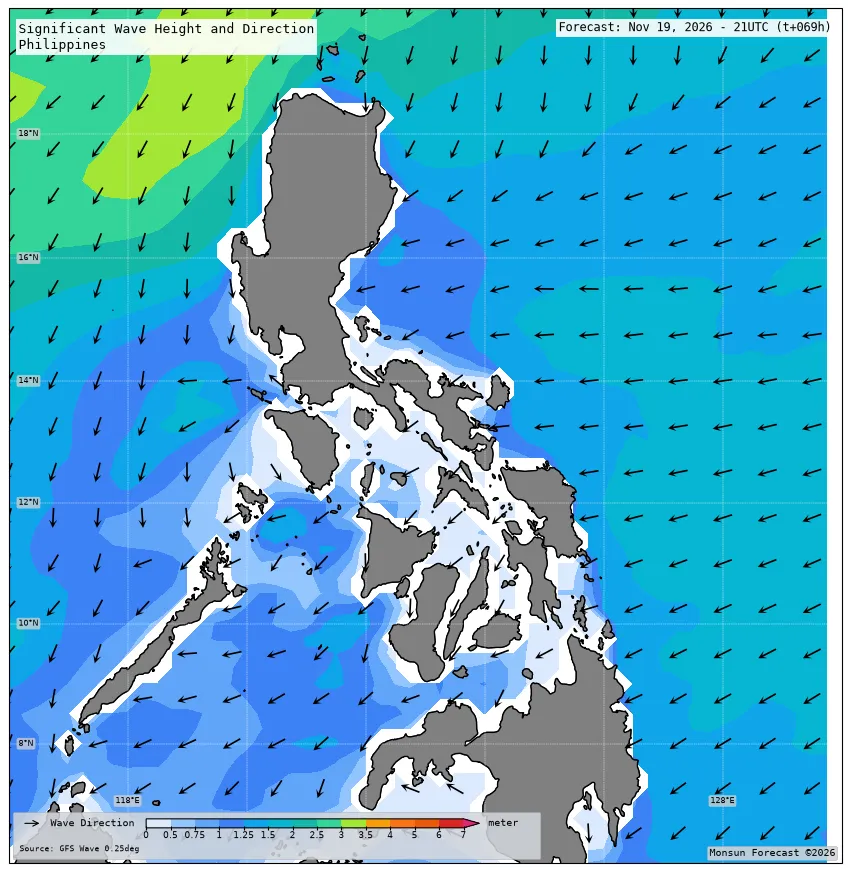 Significant Wave Height and Direction
Philippines
Forecast: Nov 19, 2026 - 21UTC (t+069h)
18°N
16°N
14°N
12°N
10°N
8°N
118°E
128°E
Wave Direction
0 0.5 0.75 1 1.25 1.5 2 2.5 3 3.5 4 5 6 7
meter
Source: GFS Wave 0.25deg
Monsun Forecast ©2026